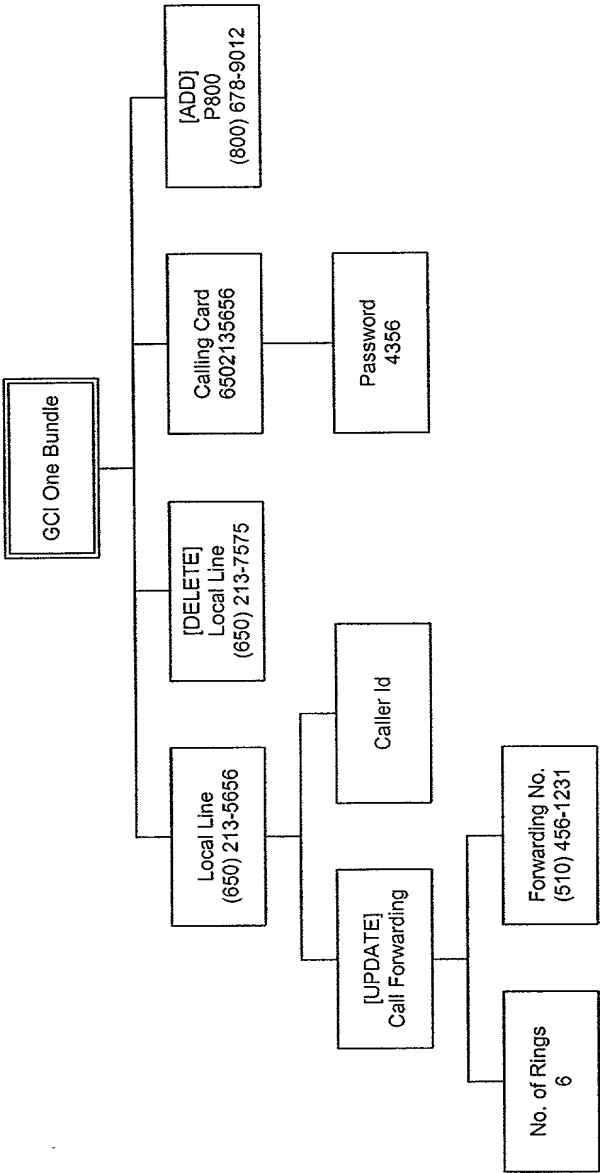 GCI One Bundle
Local Line
(650) 213-5656
[DELETE]
Local Line
(650) 213-7575
Calling Card
6502135656
[ADD]
P800
(800) 678-9012
[UPDATE]
Call Forwarding
Caller Id
Password
4356
No. of Rings
6
Forwarding No.
(510) 456-1231